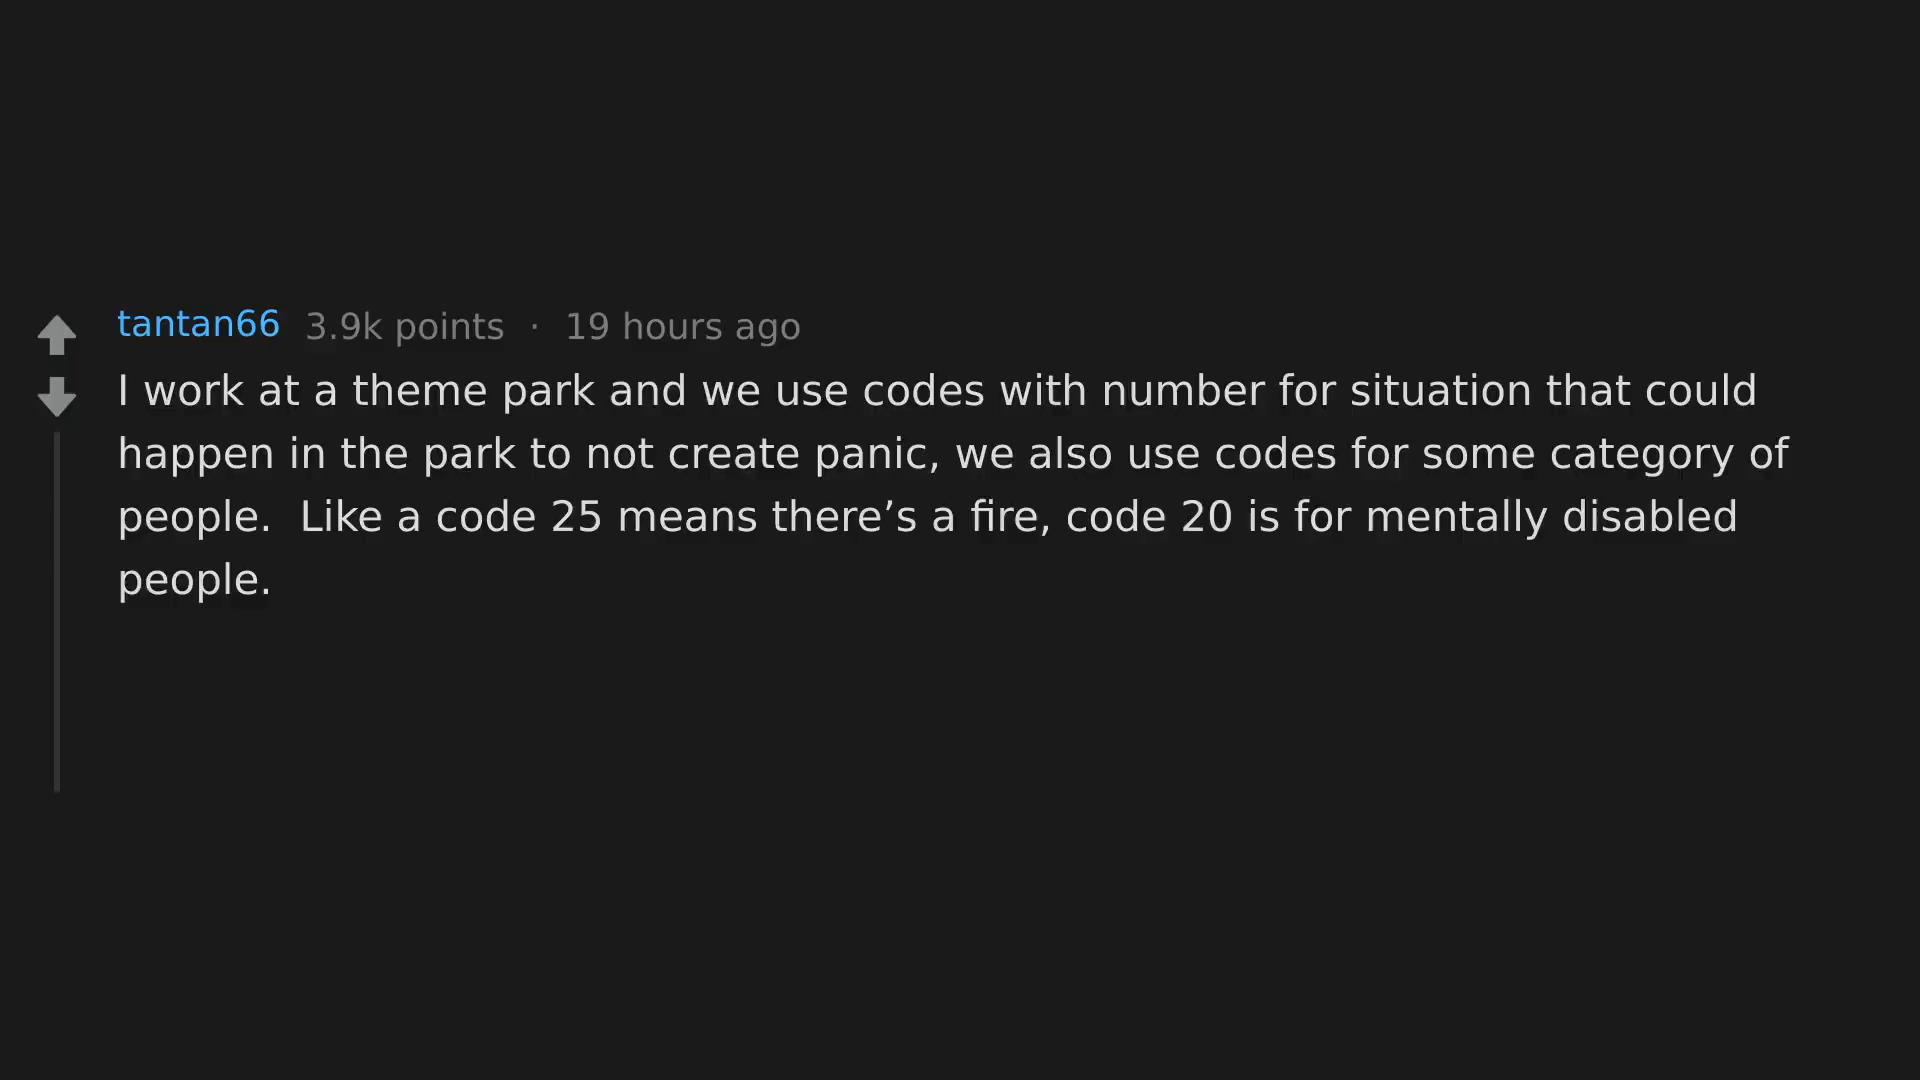 tantan66 3.9k points · 19 hours ago
I work at a theme park and we use codes with number for situation that could
happen in the park to not create panic, we also use codes for some category of
people.  Like a code 25 means there’s a fire, code 20 is for mentally disabled
people.